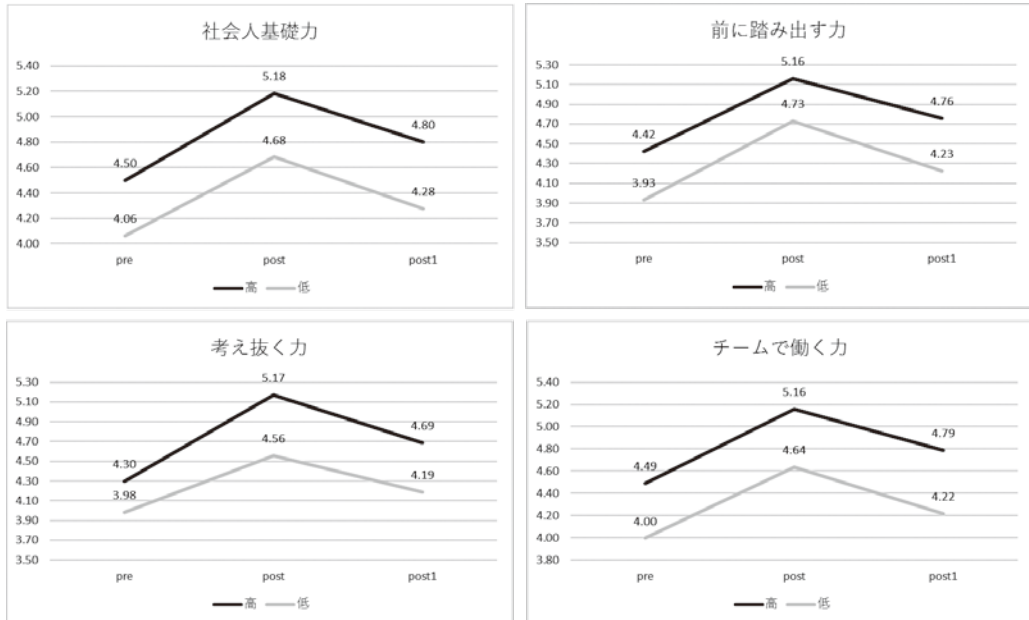 社会人基礎力
5.40
5.20
5.00
4.80
4.60
4.40
4.20
4.00
4.50
5.18
4.80
4.06
4.68
4.28
pre
post
post1
高
低
前に踏み出す力
5.30
5.10
4.90
4.70
4.50
4.30
4.10
3.90
3.70
3.50
4.42
5.16
4.76
3.93
4.73
4.23
pre
post
post1
高
低
考え抜く力
5.30
5.10
4.90
4.70
4.50
4.30
4.10
3.90
3.70
3.50
4.30
5.17
4.69
3.98
4.56
4.19
pre
post
post1
高
低
チームで働く力
5.40
5.20
5.00
4.80
4.60
4.40
4.20
4.00
3.80
4.49
5.16
4.79
4.00
4.64
4.22
pre
post
post1
高
低